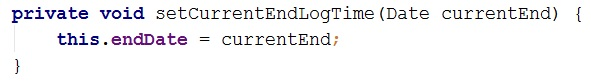 private void setCurrentEndLogTime(Date currentEnd) {
    this.endDate = currentEnd;
}